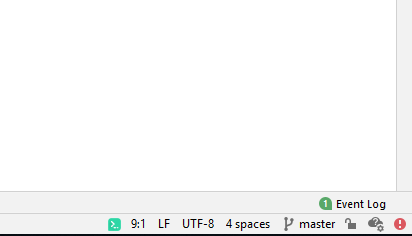 1 Event Log
9:1 LF UTF-8 4 spaces master